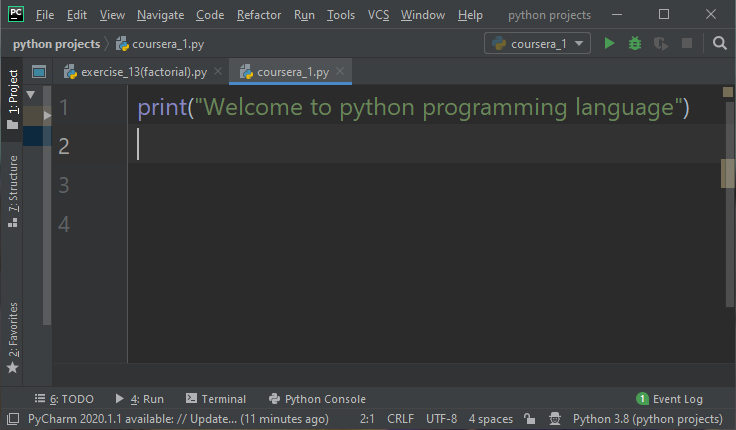 PC File Edit View Navigate Code Refactor Run Tools VCS Window Help python projects
python projects coursera_1.py coursera_1
exercise_13(factorial).py coursera_1.py
1: Project
7: Structure
2: Favorites
1 print("Welcome to python programming language")
2
3
4
6: TODO 4: Run Terminal Python Console 1 Event Log
PyCharm 2020.1.1 available: // Update... (11 minutes ago) 2:1 CRLF UTF-8 4 spaces Python 3.8 (python projects)